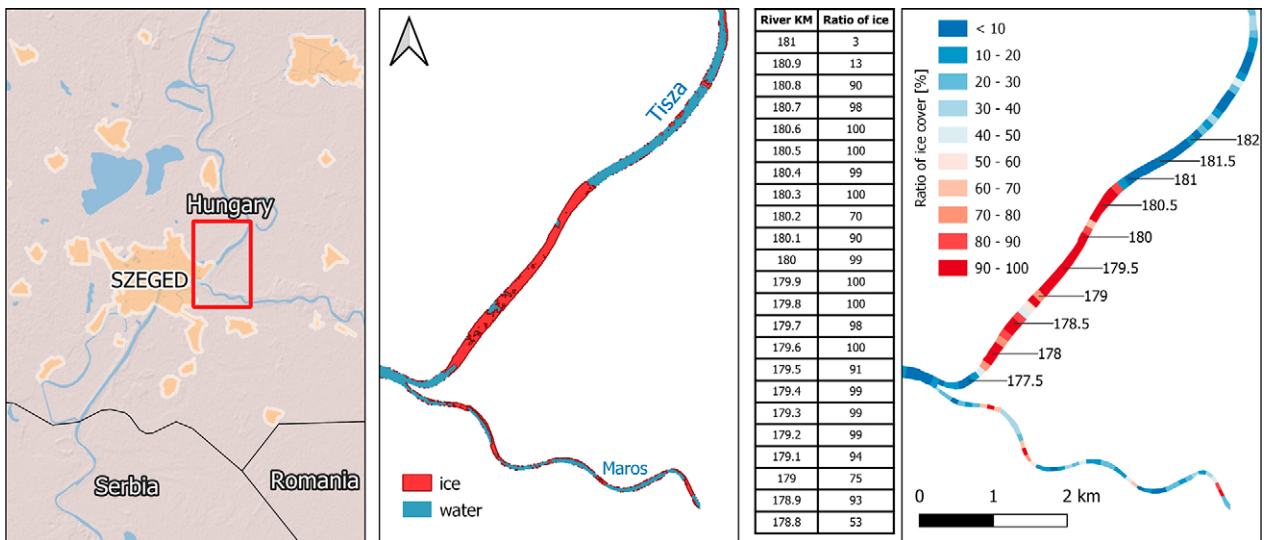 Hungary
SZEGED
Serbia
Romania
Tisza
Maros
ice
water
River KM Ratio of ice
181 3
180.9 13
180.8 90
180.7 98
180.6 100
180.5 100
180.4 99
180.3 100
180.2 70
180.1 90
180 99
179.9 100
179.8 100
179.7 98
179.6 100
179.5 91
179.4 99
179.3 99
179.2 99
179.1 94
179 75
178.9 93
178.8 53
Ratio of ice cover [%]
< 10
10 - 20
20 - 30
30 - 40
40 - 50
50 - 60
60 - 70
70 - 80
80 - 90
90 - 100
182
181.5
181
180.5
180
179.5
179
178.5
178
177.5
0 1 2 km